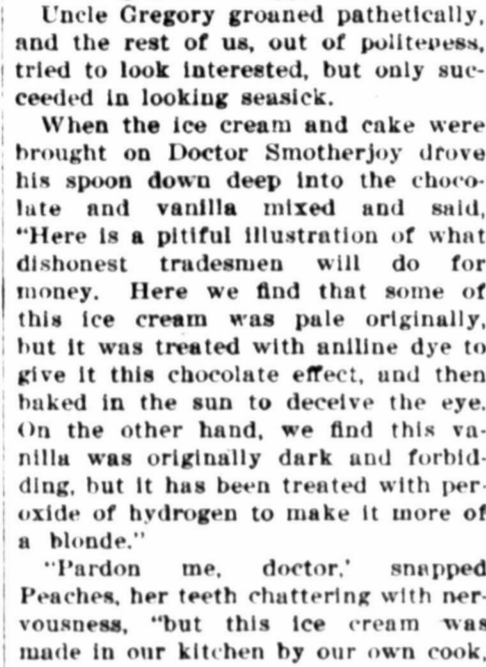 Uncle Gregory groaned pathetically,
and the rest of us, out of politeness,
tried to look interested, but only suc-
ceeded in looking seasick.
When the ice cream and cake were
brought on Doctor Smotherjoy drove
his spoon down deep into the choco-
late and vanilla mixed and said,
"Here is a pitiful illustration of what
dishonest tradesmen will do for
money. Here we find that some of
this ice cream was pale originally,
but it was treated with aniline dye to
give it this chocolate effect, and then
baked in the sun to deceive the eye.
On the other hand, we find this va-
nilla was originally dark and forbid-
ding, but it has been treated with per-
oxide of hydrogen to make it more of
a blonde."
"Pardon me, doctor,' snapped
Peaches, her teeth chattering with ner-
vousness, "but this ice cream was
made in our kitchen by our own cook,